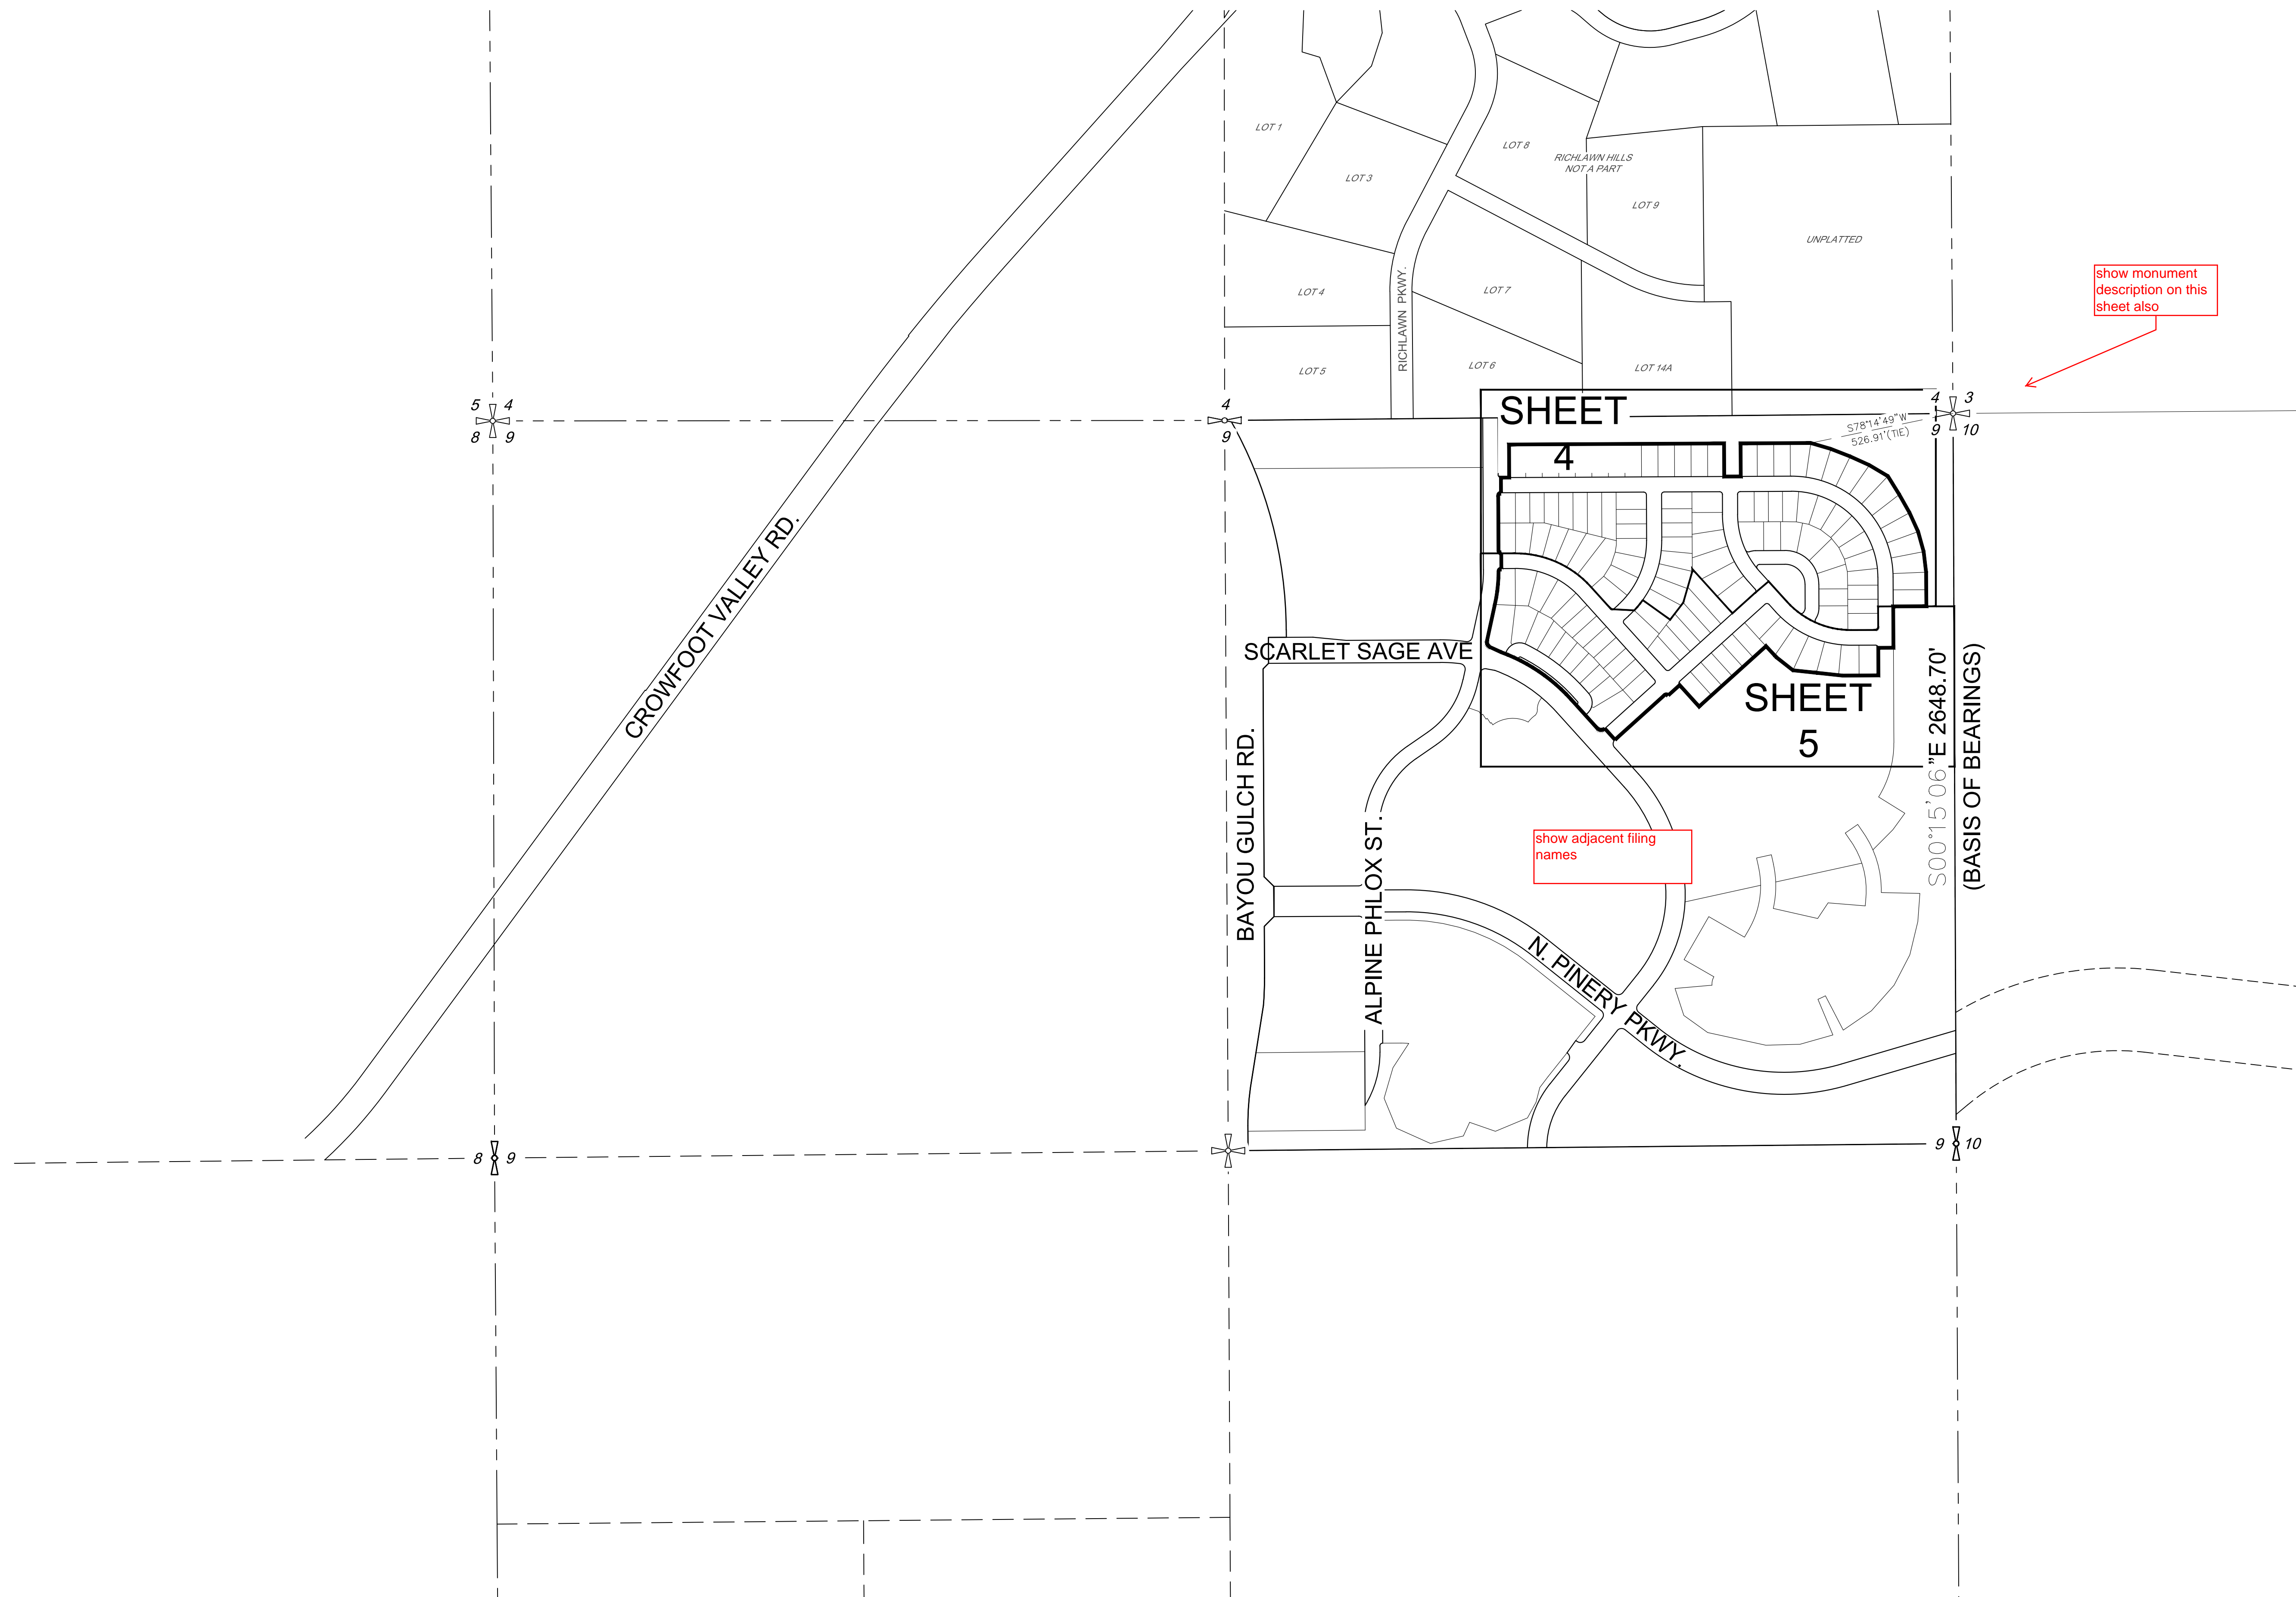 LOT 1
LOT 8
RICHLAWN HILLS
NOT A PART
LOT 3
LOT 9
UNPLATTED
show monument
description on this
sheet also
LOT 4
RICHLAWN PKWY.
LOT 7
LOT 5
LOT 6
LOT 14A
5 4
8 9
4
9
SHEET
4
4 3
9 10
S78°14'49"W
526.91'(TIE)
CROWFOOT VALLEY RD.
SCARLET SAGE AVE
SHEET
5
S00°15'06"E 2648.70'
(BASIS OF BEARINGS)
BAYOU GULCH RD.
ALPINE PHLOX ST.
show adjacent filing
names
N. PINERY PKWY.
8 9
9 10